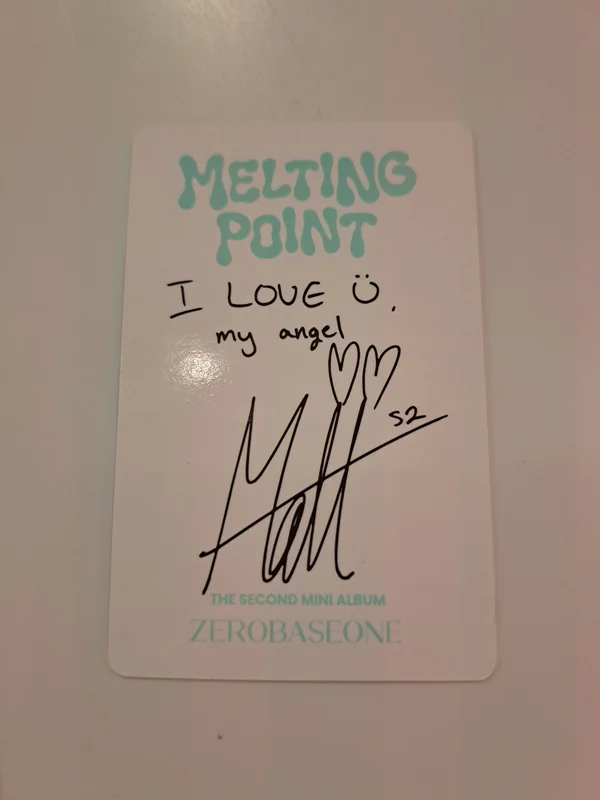 MELTING
POINT
I LOVE Ü,
my angel
Matt
S2
THE SECOND MINI ALBUM
ZEROBASEONE